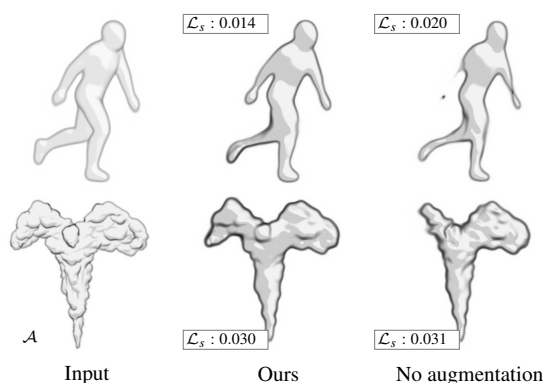 ℒₛ : 0.014
ℒₛ : 0.020
𝒜
ℒₛ : 0.030
ℒₛ : 0.031
Input
Ours
No augmentation